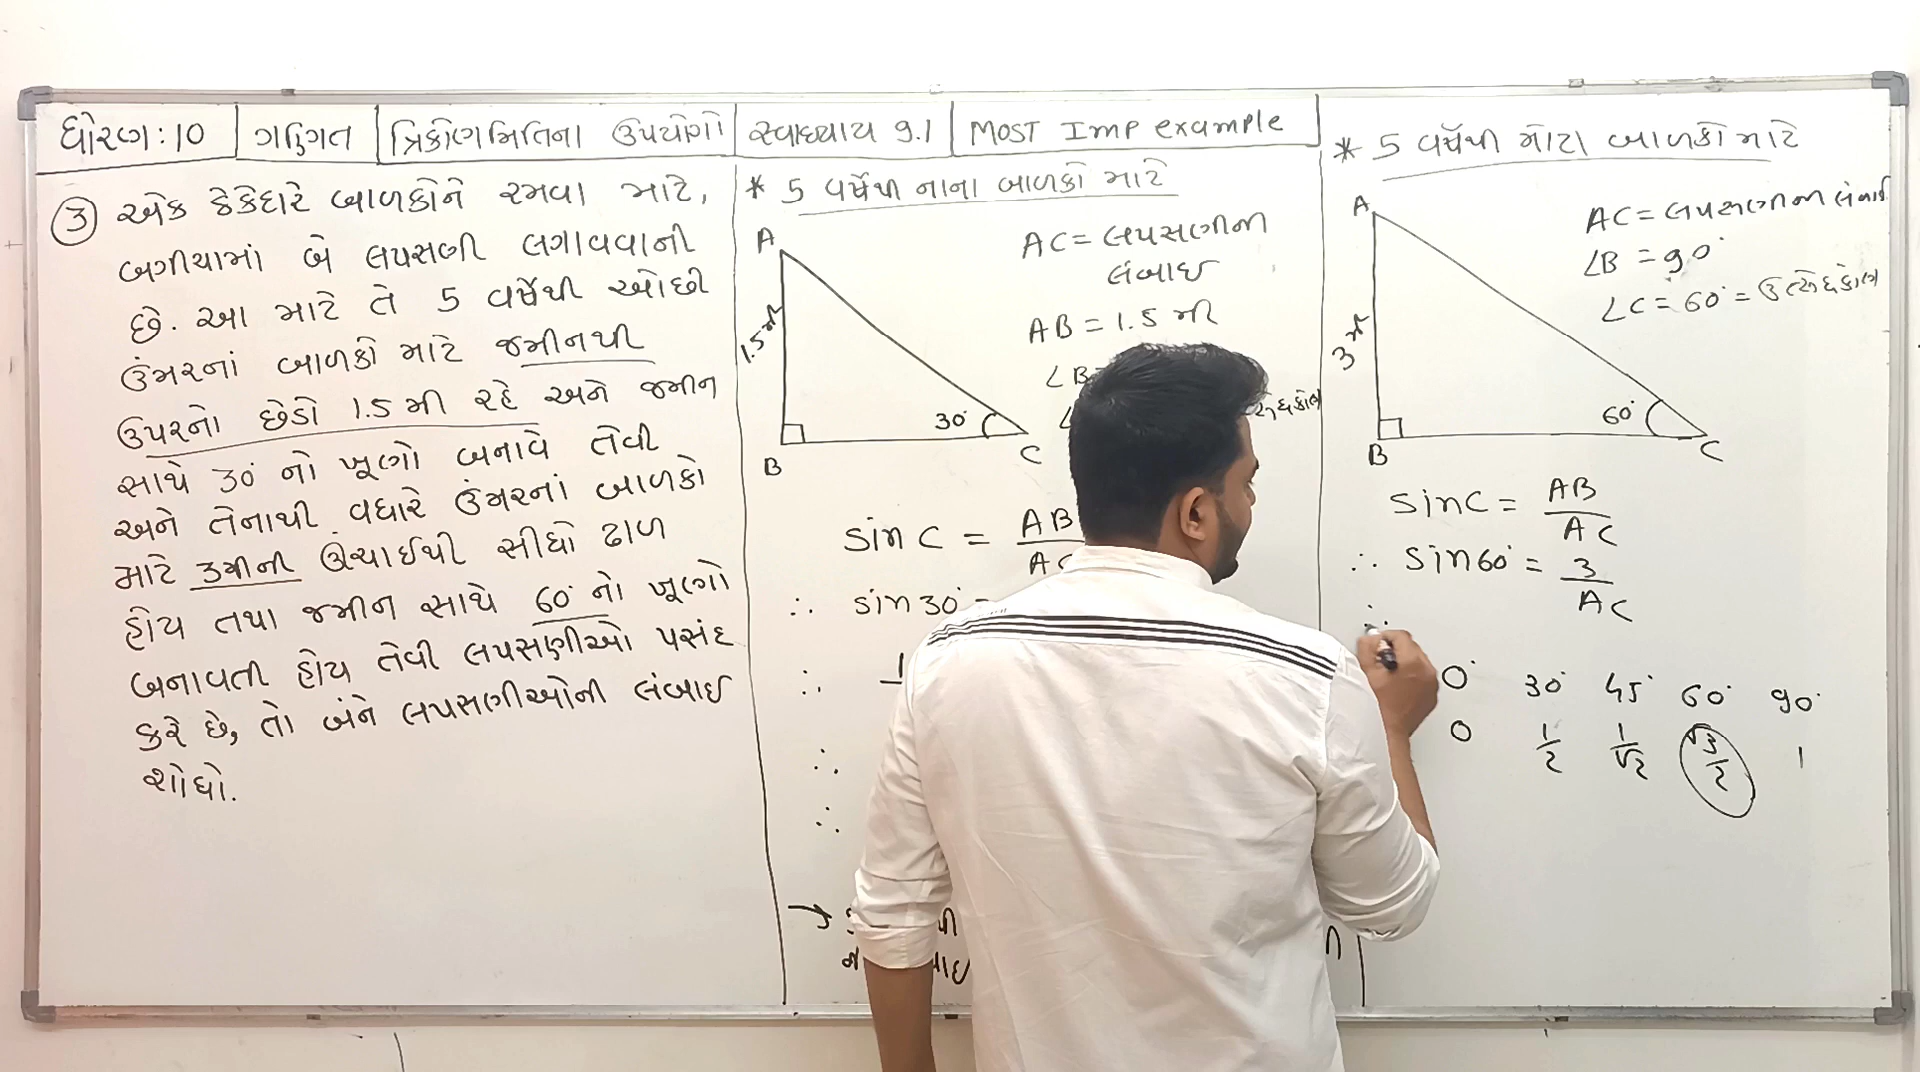 ધોરણ : 10 | ગણિત | ત્રિકોણમિતિના ઉપયોગો | સ્વાધ્યાય 9.1 | MOST Imp example
③ એક ઠેકેદાર બાળકોને રમવા માટે,
બગીચામાં બે લપસણી લગાવવાની
છે. આ માટે તે 5 વર્ષથી ઓછી
ઉંમરનાં બાળકો માટે જમીનથી
ઉપરનો છેડો 1.5 મી રહે અને જમીન
સાથે 30° નો ખૂણો બનાવે તેવી
અને તેનાથી વધારે ઉંમરનાં બાળકો
માટે 3મીની ઊંચાઈથી સીધો ઢાળ
હોય તથા જમીન સાથે 60° નો ખૂણો
બનાવતી હોય તેવી લપસણીઓ પસંદ
કરે છે, તો બંને લપસણીઓની લંબાઈ
શોધો.
* 5 વર્ષથી નાના બાળકો માટે
A
1.5 મી
B
30°
C
AC = લપસણીની
લંબાઈ
AB = 1.5 મી
∠B
sin C = AB
∴ sin 30° =
∴ 1
∴
∴
→
* 5 વર્ષથી મોટા બાળકો માટે
A
3 મી
B
60°
C
AC = લપસણીની લંબાઈ
∠B = 90°
∠C = 60° = ઉત્સેધકોણ
sin C = AB / AC
∴ sin 60° = 3 / AC
∴
0° 30° 45° 60° 90°
0 1/2 1/√2 √3/2 1